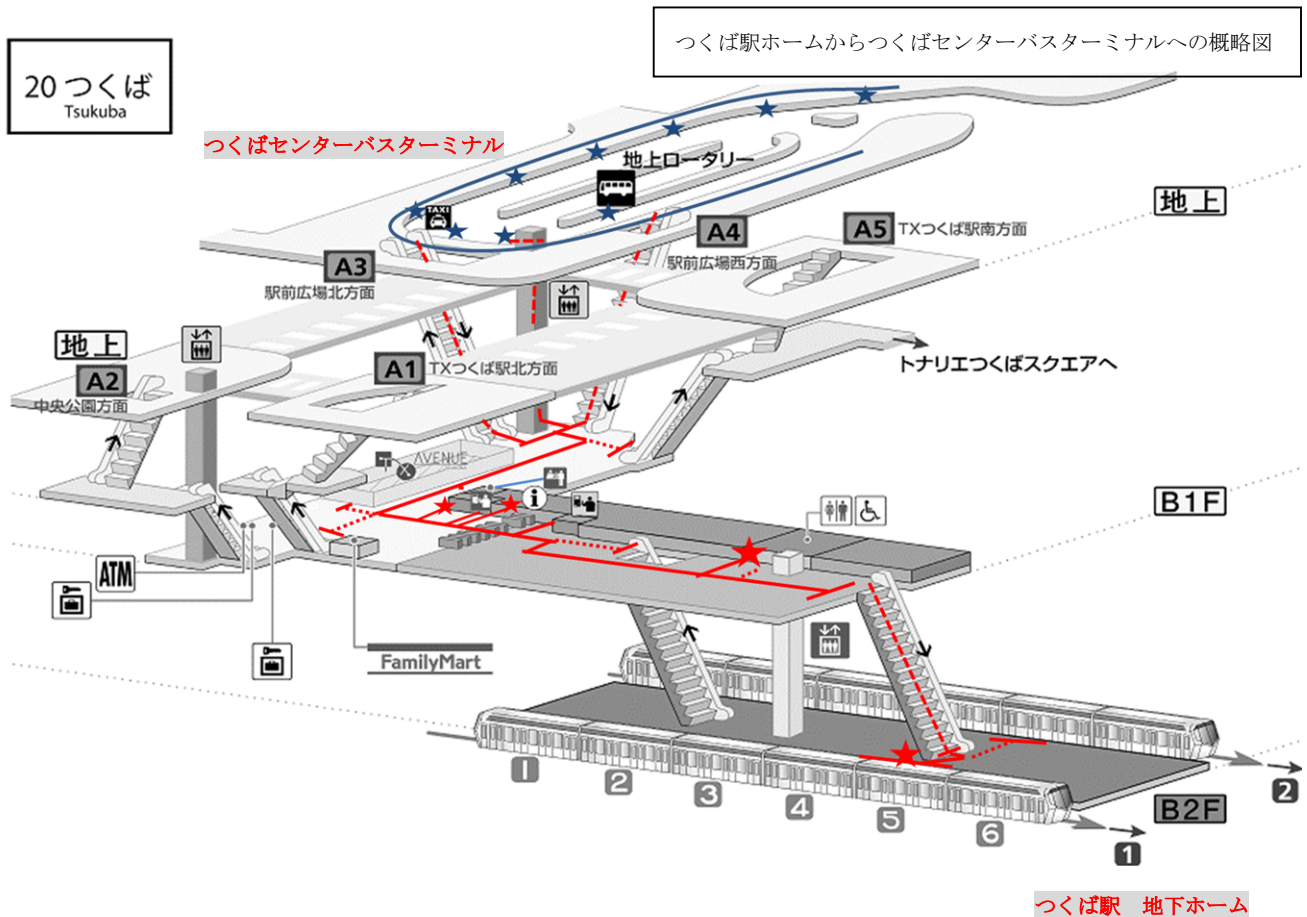 つくば駅ホームからつくばセンターバスターミナルへの概略図
20 つくば
Tsukuba
つくばセンターバスターミナル
地上ロータリー
TAXI
地上
A5 TXつくば駅南方面
A4
駅前広場西方面
A3
駅前広場北方面
地上
A2
中央公園方面
A1 TXつくば駅北方面
トナリエつくばスクエアへ
AVENUE
i
B1F
ATM
FamilyMart
1
2
3
4
5
6
2
B2F
1
つくば駅 地下ホーム